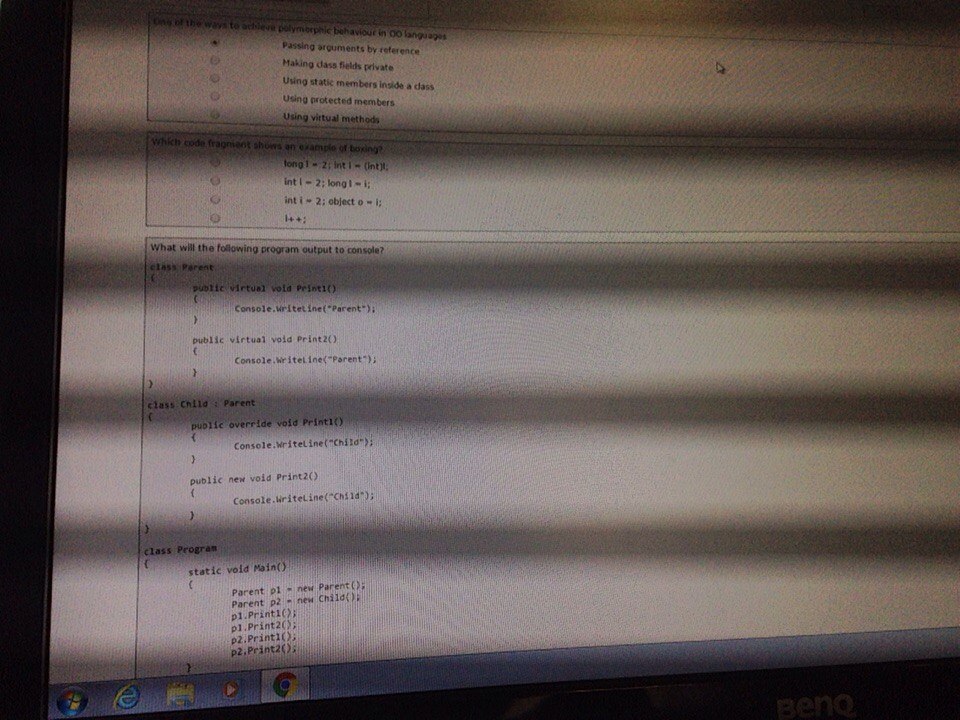 One of the ways to achieve polymorphic behaviour in OO languages
Passing arguments by reference
Making class fields private
Using static members inside a class
Using protected members
Using virtual methods
Which code fragment shows an example of boxing?
long l = 2; int i = (int)l;
int i = 2; long l = i;
int i = 2; object o = i;
i++;
What will the following program output to console?
class Parent
{
public virtual void Print1()
{
Console.WriteLine("Parent");
}
public virtual void Print2()
{
Console.WriteLine("Parent");
}
}
class Child : Parent
{
public override void Print1()
{
Console.WriteLine("Child");
}
public new void Print2()
{
Console.WriteLine("Child");
}
}
class Program
{
static void Main()
{
Parent p1 = new Parent();
Parent p2 = new Child();
p1.Print1();
p1.Print2();
p2.Print1();
p2.Print2();
}
BenQ